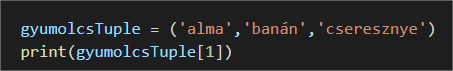 gyumolcsTuple = ('alma','banán','cseresznye')
print(gyumolcsTuple[1])